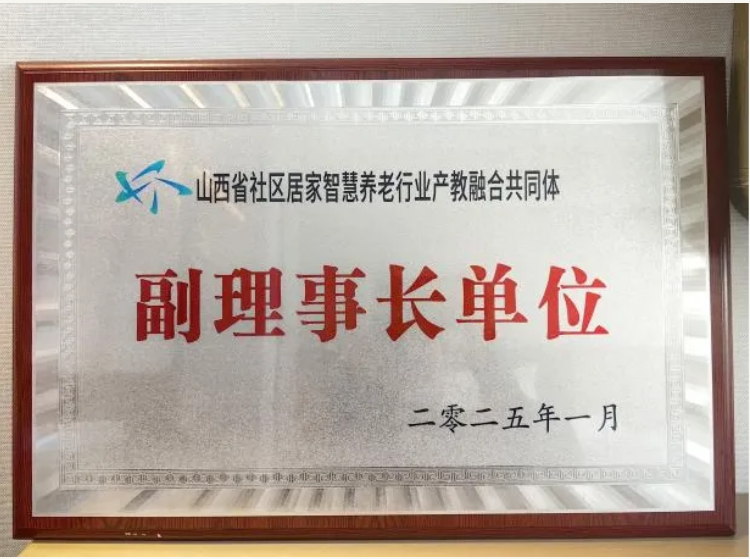 山西省社区居家智慧养老行业产教融合共同体
副理事长单位
二零二五年一月